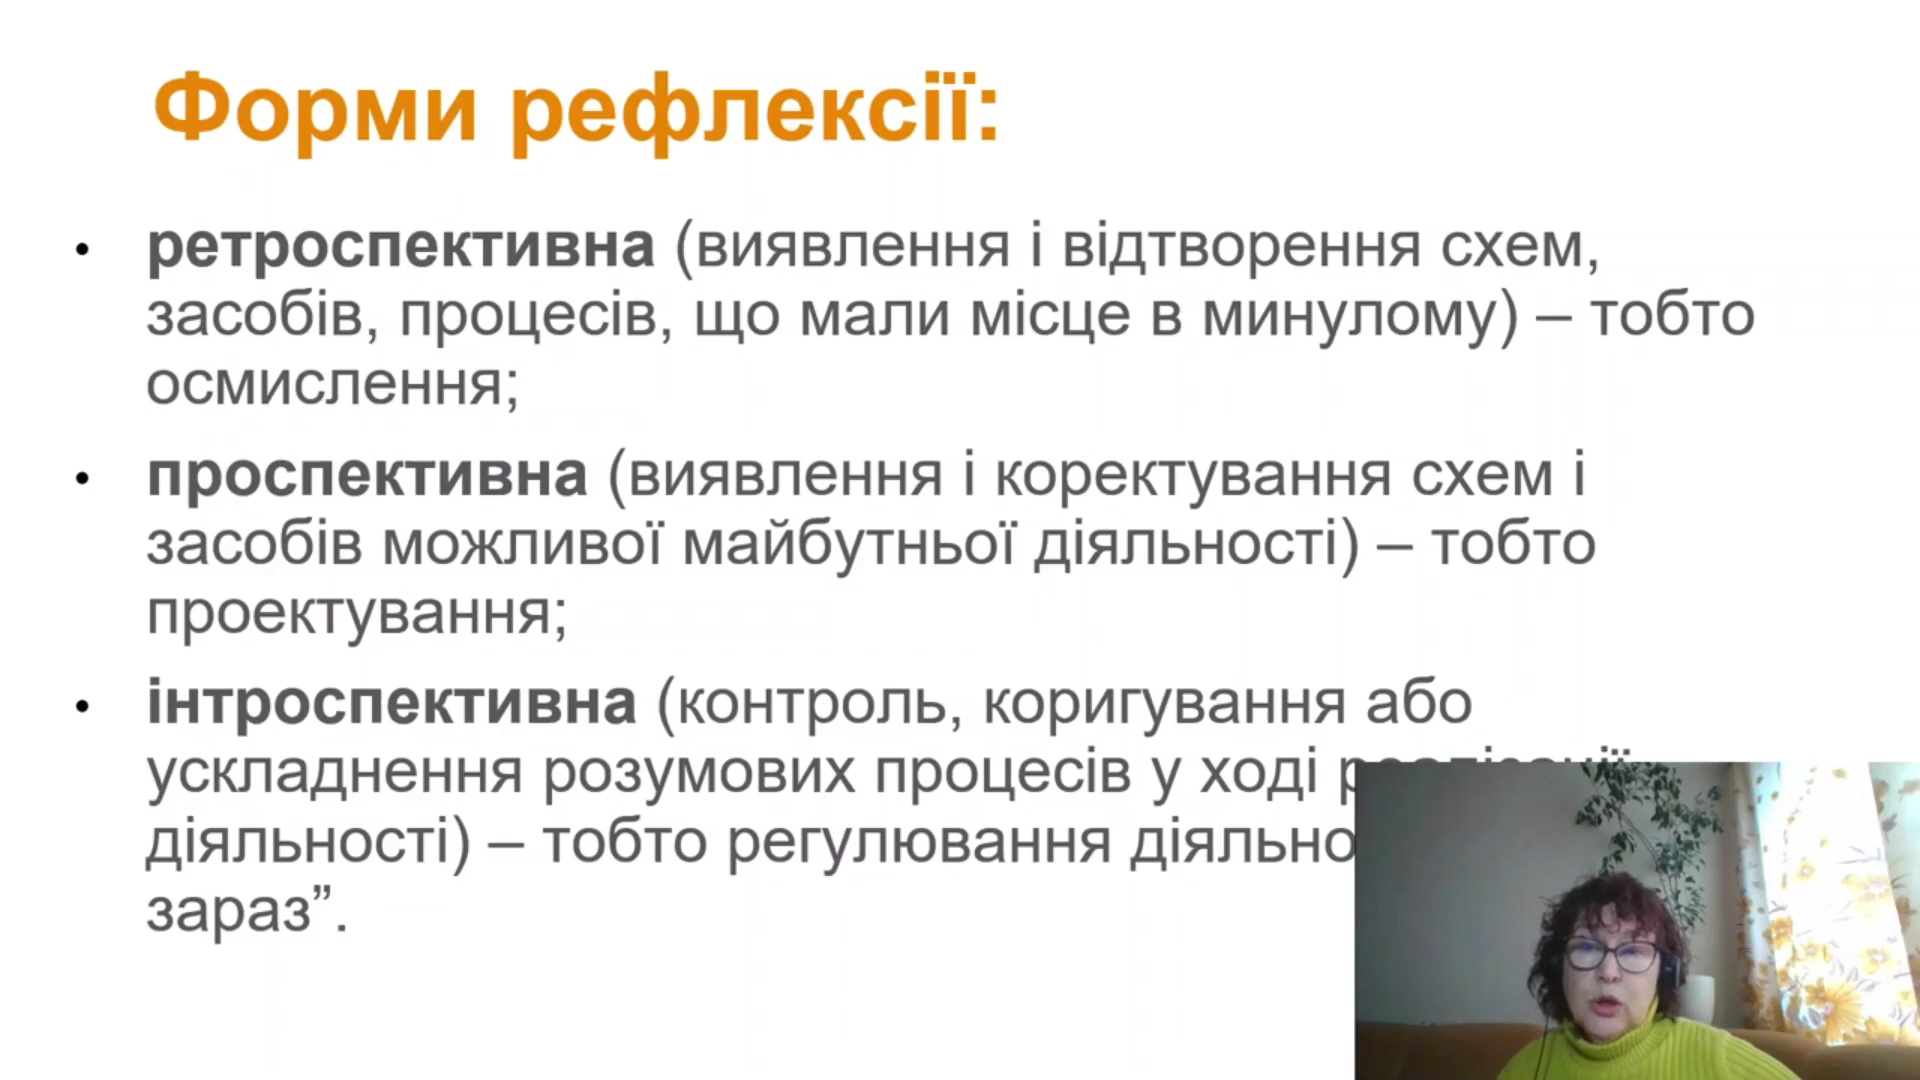 Форми рефлексії:
• ретроспективна (виявлення і відтворення схем,
засобів, процесів, що мали місце в минулому) – тобто
осмислення;
• проспективна (виявлення і коректування схем і
засобів можливої майбутньої діяльності) – тобто
проектування;
• інтроспективна (контроль, коригування або
ускладнення розумових процесів у ході
діяльності) – тобто регулювання
зараз”.